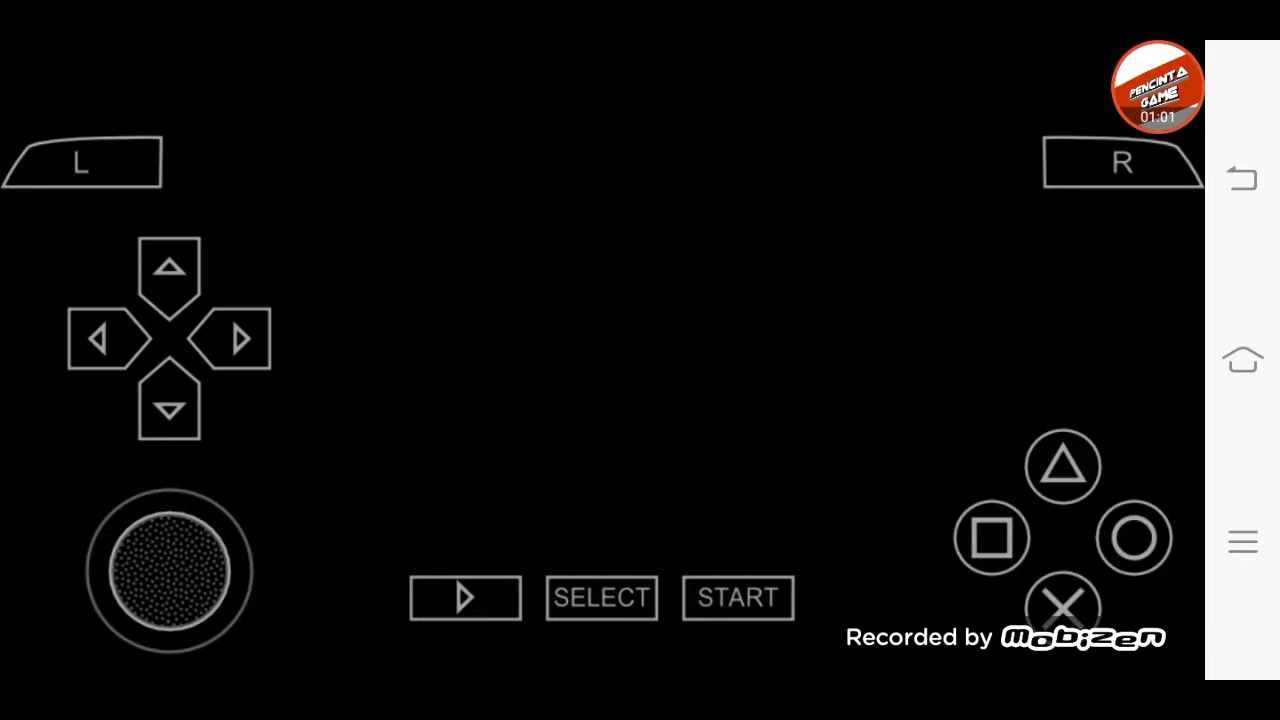 PENCINTA
GAME
01:01
L
R
SELECT
START
Recorded by mobizen